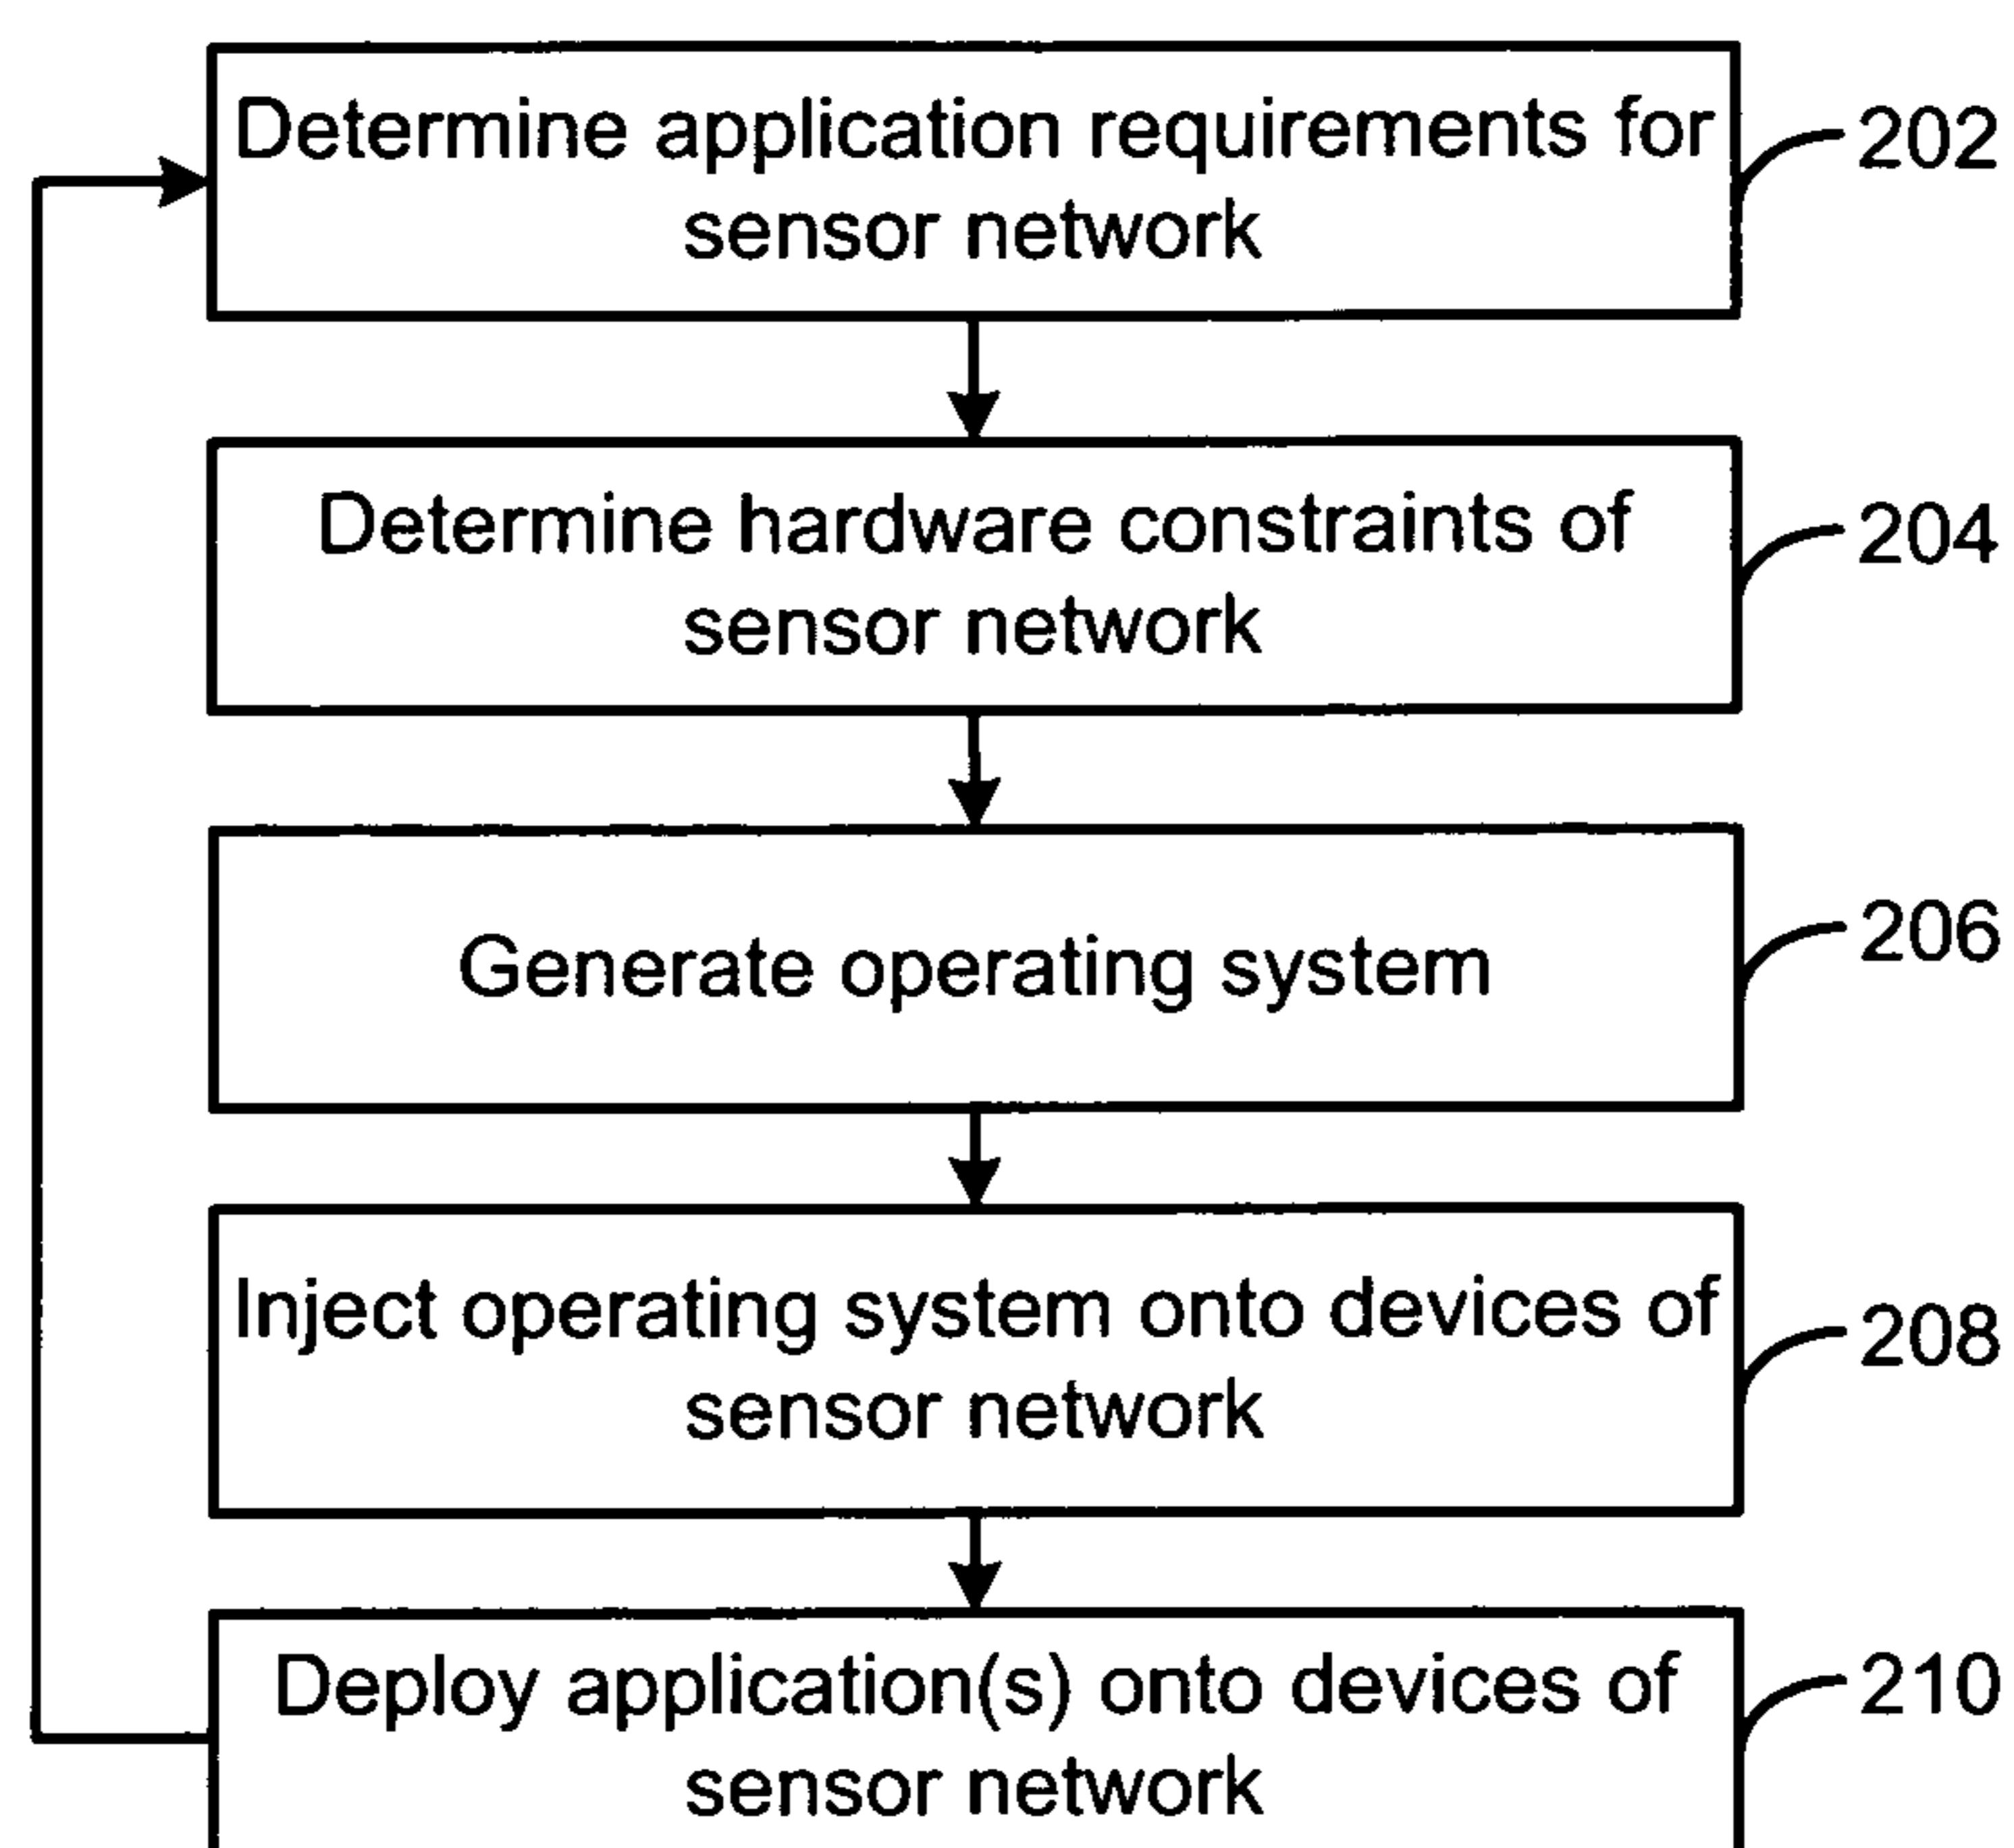 Determine application requirements for
sensor network
202
Determine hardware constraints of
sensor network
204
Generate operating system
206
Inject operating system onto devices of
sensor network
208
Deploy application(s) onto devices of
sensor network
210